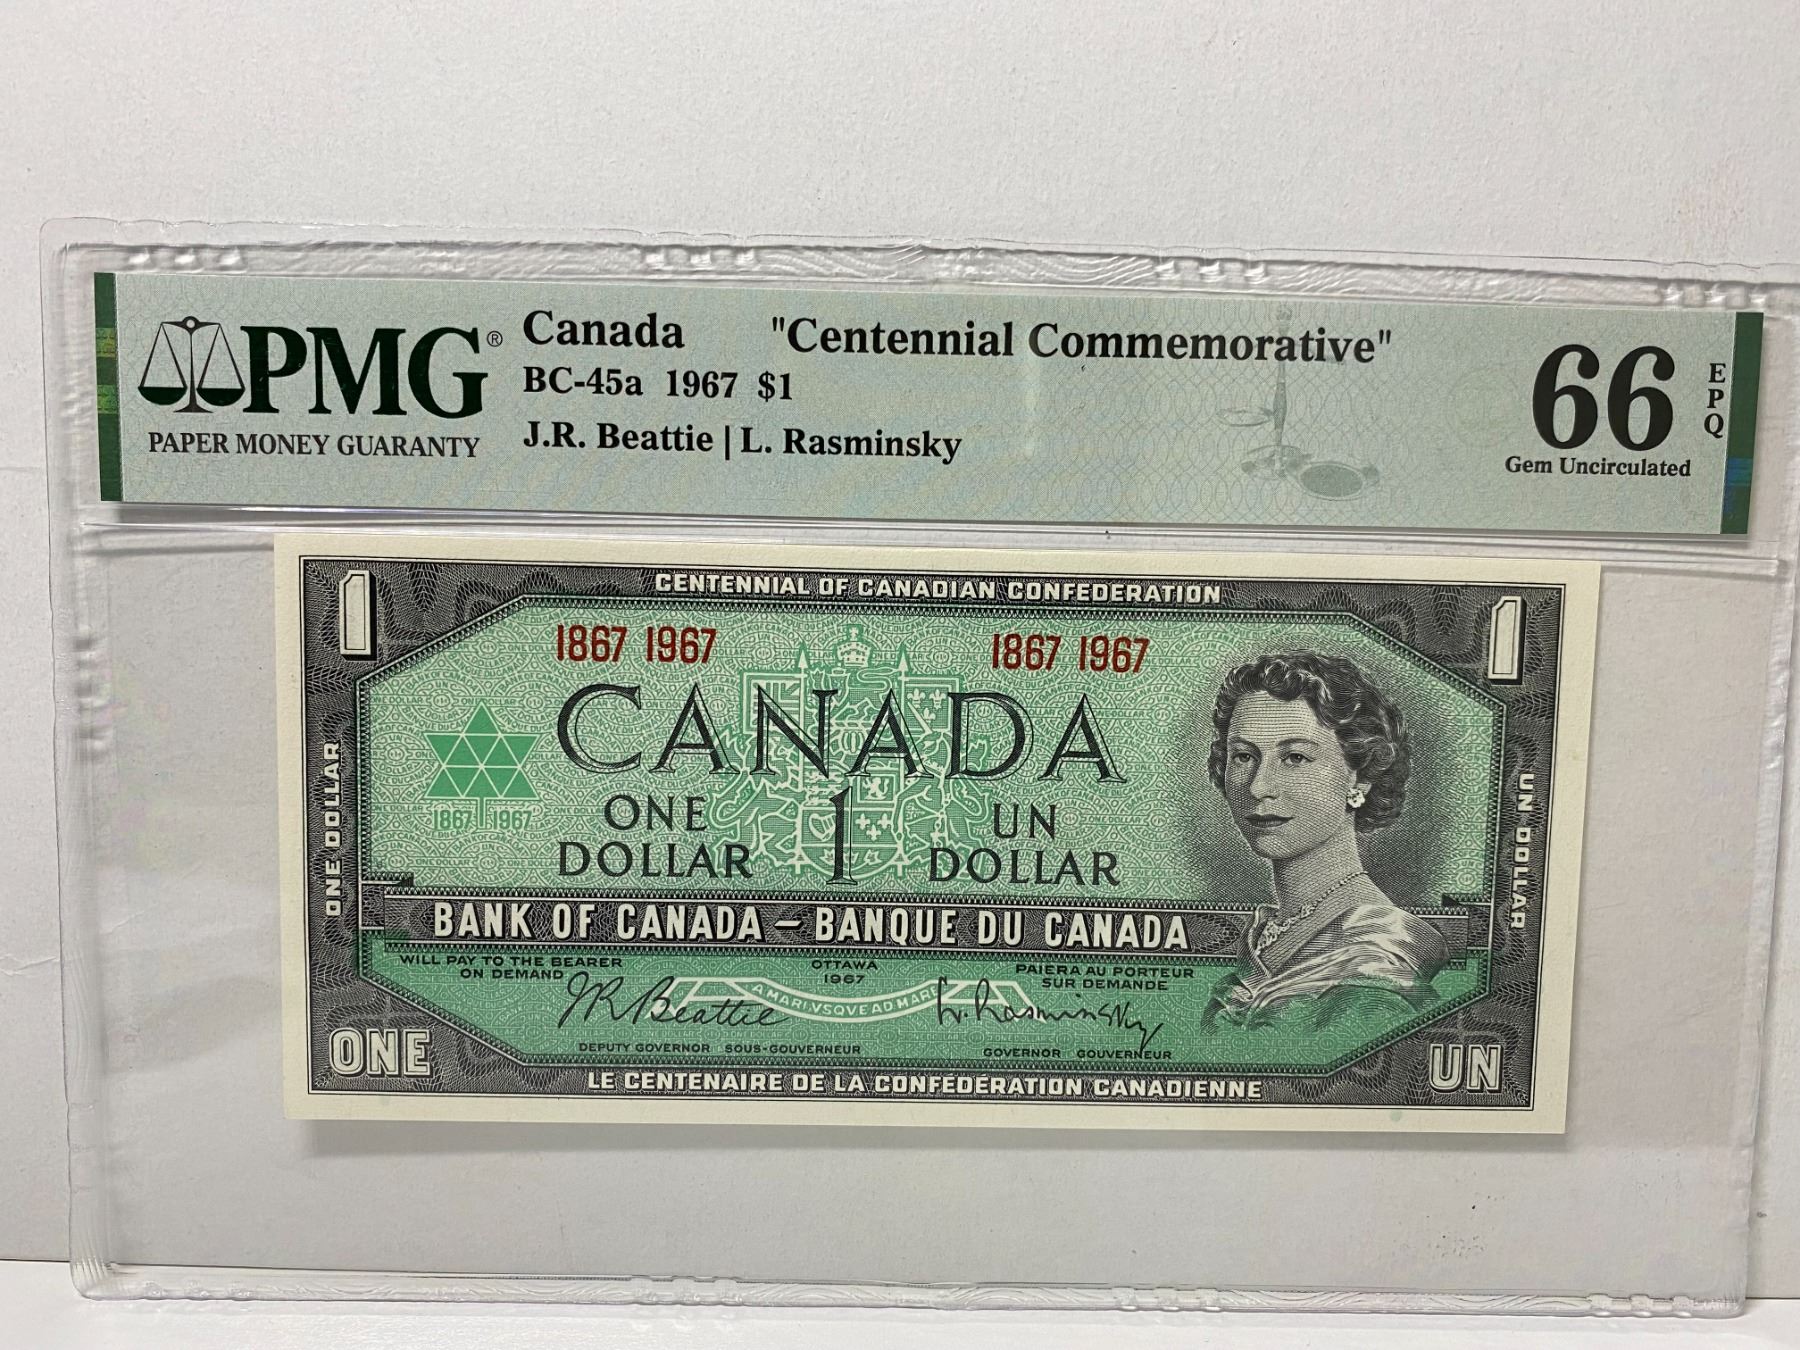 PMG®
PAPER MONEY GUARANTY
Canada "Centennial Commemorative"
BC-45a 1967 $1
J.R. Beattie | L. Rasminsky
66
EPQ
Gem Uncirculated
1 CENTENNIAL OF CANADIAN CONFEDERATION 1
1867 1967 1867 1967
CANADA
1867 1967
ONE DOLLAR
1
UN DOLLAR
ONE DOLLAR
UN DOLLAR
BANK OF CANADA – BANQUE DU CANADA
WILL PAY TO THE BEARER
ON DEMAND
OTTAWA
1967
PAIERA AU PORTEUR
SUR DEMANDE
A MARI VSQVE AD MARE
JRBeattie
L. Rasminsky
DEPUTY GOVERNOR SOUS-GOUVERNEUR
GOVERNOR GOUVERNEUR
ONE
UN
LE CENTENAIRE DE LA CONFÉDÉRATION CANADIENNE